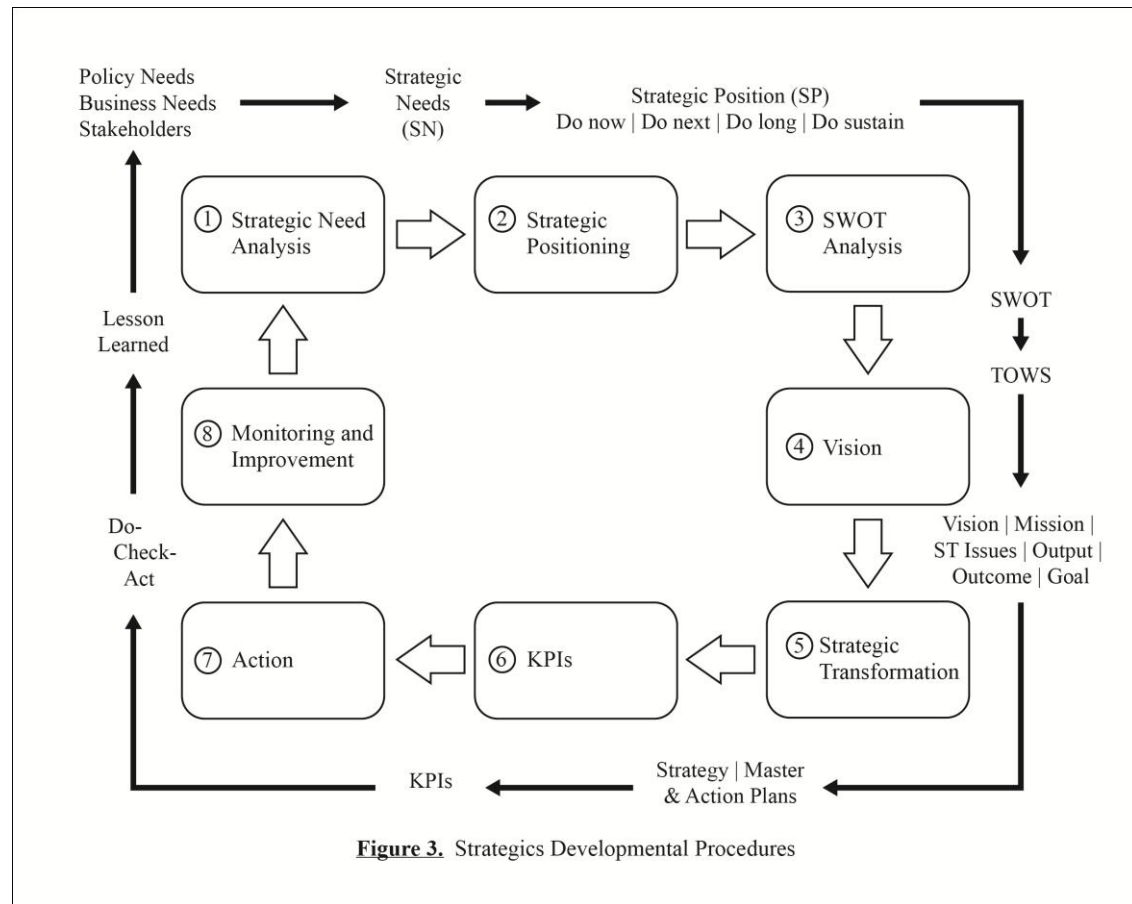 Policy Needs
Business Needs
Stakeholders
Strategic
Needs
(SN)
Strategic Position (SP)
Do now | Do next | Do long | Do sustain
1 Strategic Need
Analysis
2 Strategic
Positioning
3 SWOT
Analysis
SWOT
TOWS
Lesson
Learned
8 Monitoring and
Improvement
4 Vision
Vision | Mission |
ST Issues | Output |
Outcome | Goal
Do-
Check-
Act
7 Action
6 KPIs
5 Strategic
Transformation
KPIs
Strategy | Master
& Action Plans
Figure 3. Strategics Developmental Procedures